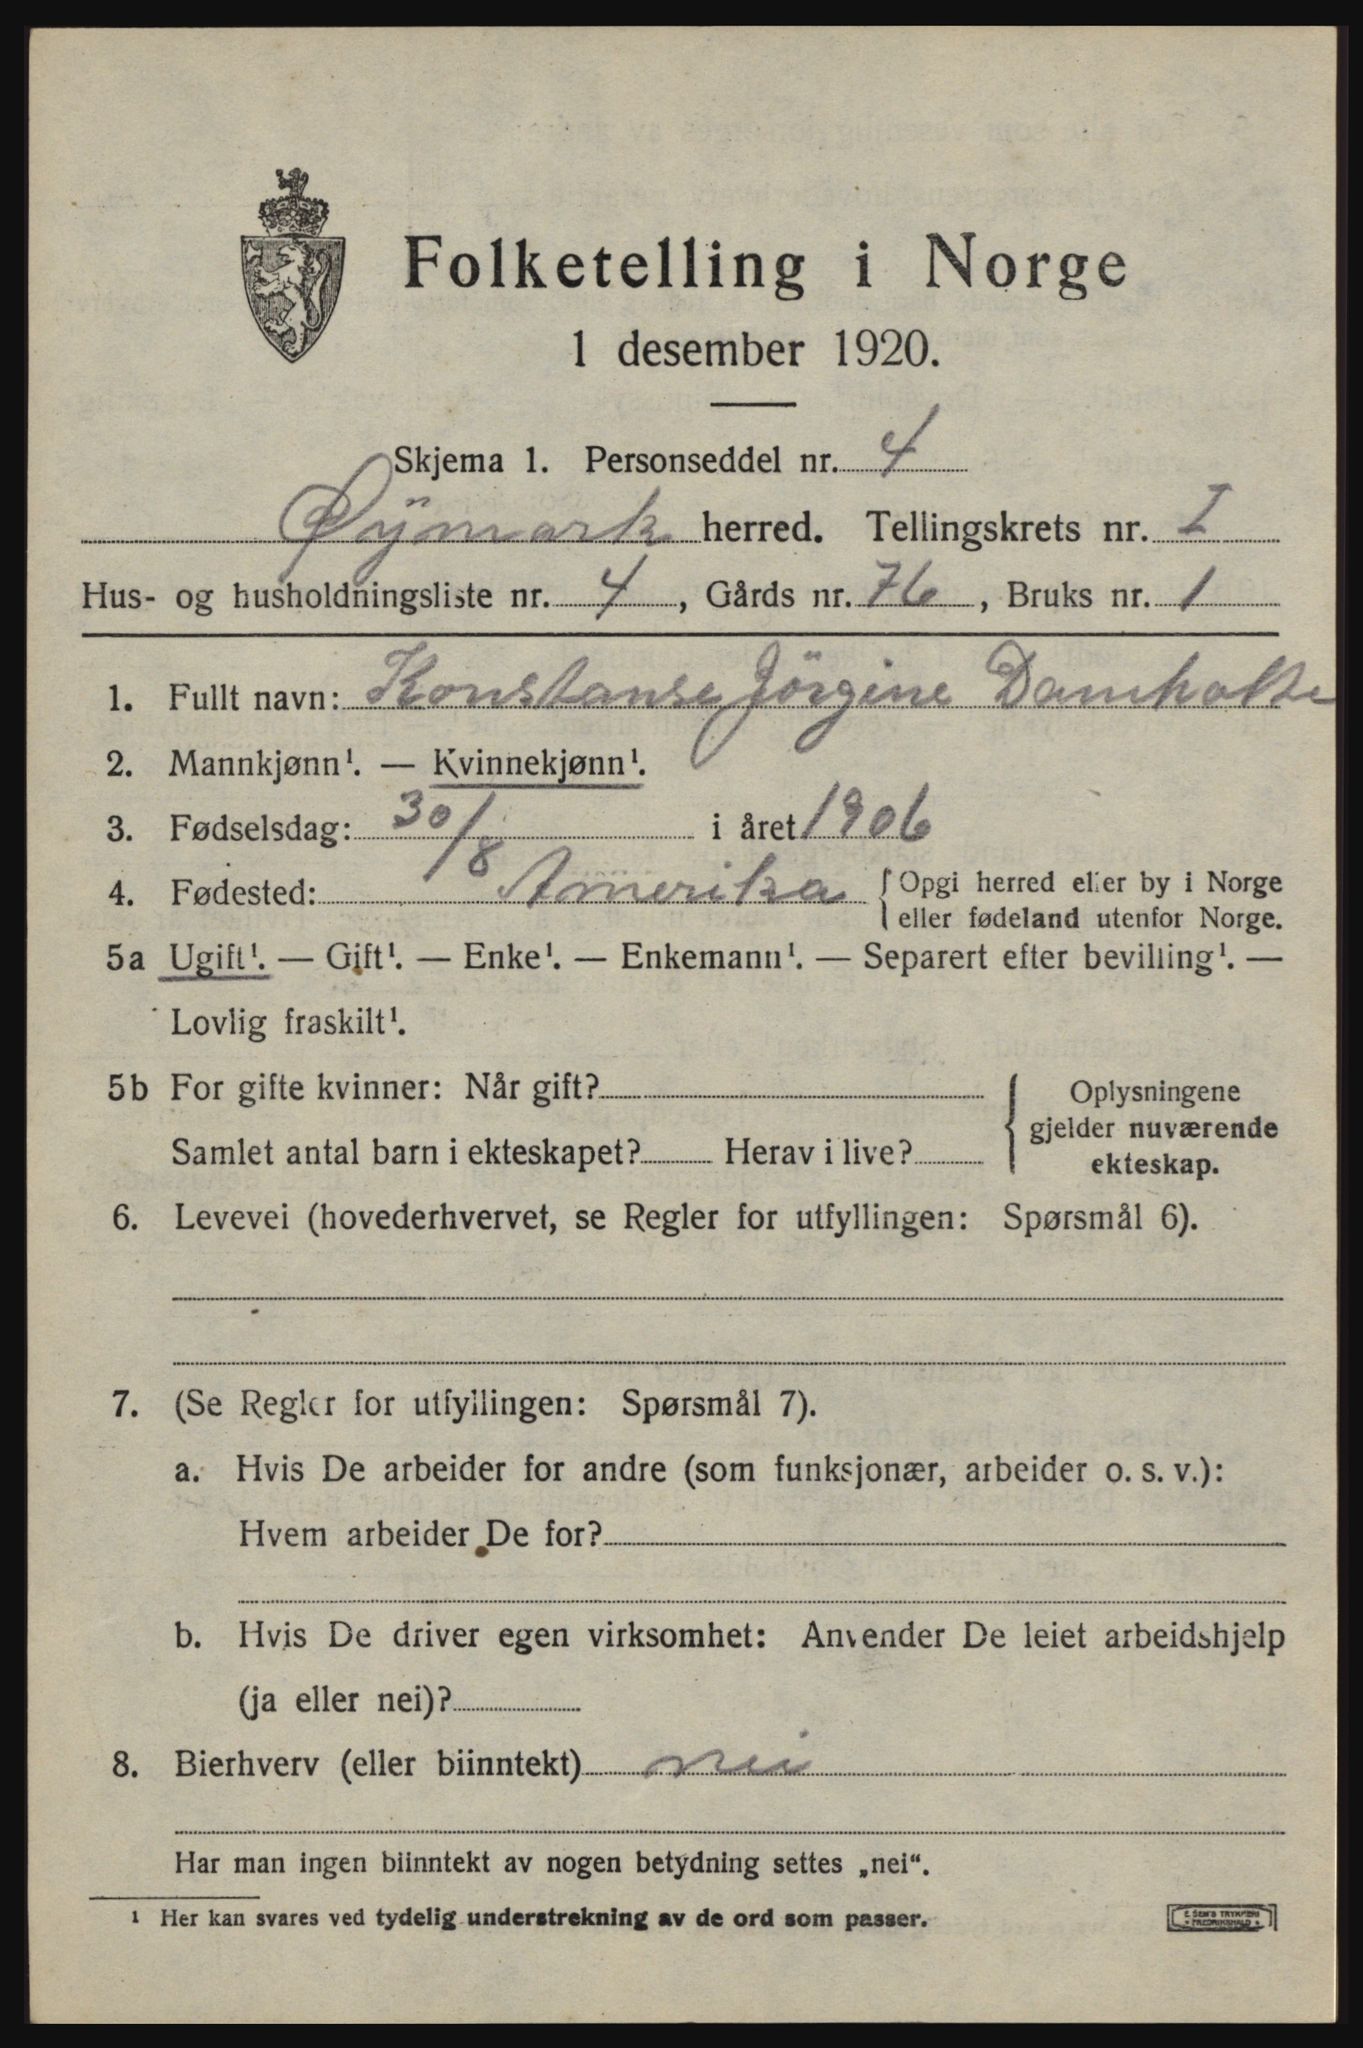 Folketelling i Norge
1 desember 1920.
Skjema 1. Personseddel nr. 4
Øymark herred. Tellingskrets nr. I
Hus- og husholdningsliste nr. 4, Gårds nr. 76, Bruks nr. 1
1. Fullt navn: Konstanse Jörgine Damholte
2. Mannkjønn¹. — Kvinnekjønn¹.
3. Fødselsdag: 30/8 i året 1906
4. Fødested: Amerika { Opgi herred eller by i Norge
eller fødeland utenfor Norge.
5a Ugift¹. — Gift¹. — Enke¹. — Enkemann¹. — Separert efter bevilling¹. —
Lovlig fraskilt¹.
5b For gifte kvinner: Når gift?
Samlet antal barn i ekteskapet? Herav i live?
{ Oplysningene
gjelder nuværende
ekteskap.
6. Levevei (hovederhvervet, se Regler for utfyllingen: Spørsmål 6).
7. (Se Regler for utfyllingen: Spørsmål 7).
a. Hvis De arbeider for andre (som funksjonær, arbeider o. s. v.):
Hvem arbeider De for?
b. Hvis De driver egen virksomhet: Anvender De leiet arbeidshjelp
(ja eller nei)?
8. Bierhverv (eller biinntekt) nei
Har man ingen biinntekt av nogen betydning settes „nei“.
¹ Her kan svares ved tydelig understrekning av de ord som passer.
E. SEM'S TRYKKERI
FREDRIKSHALD